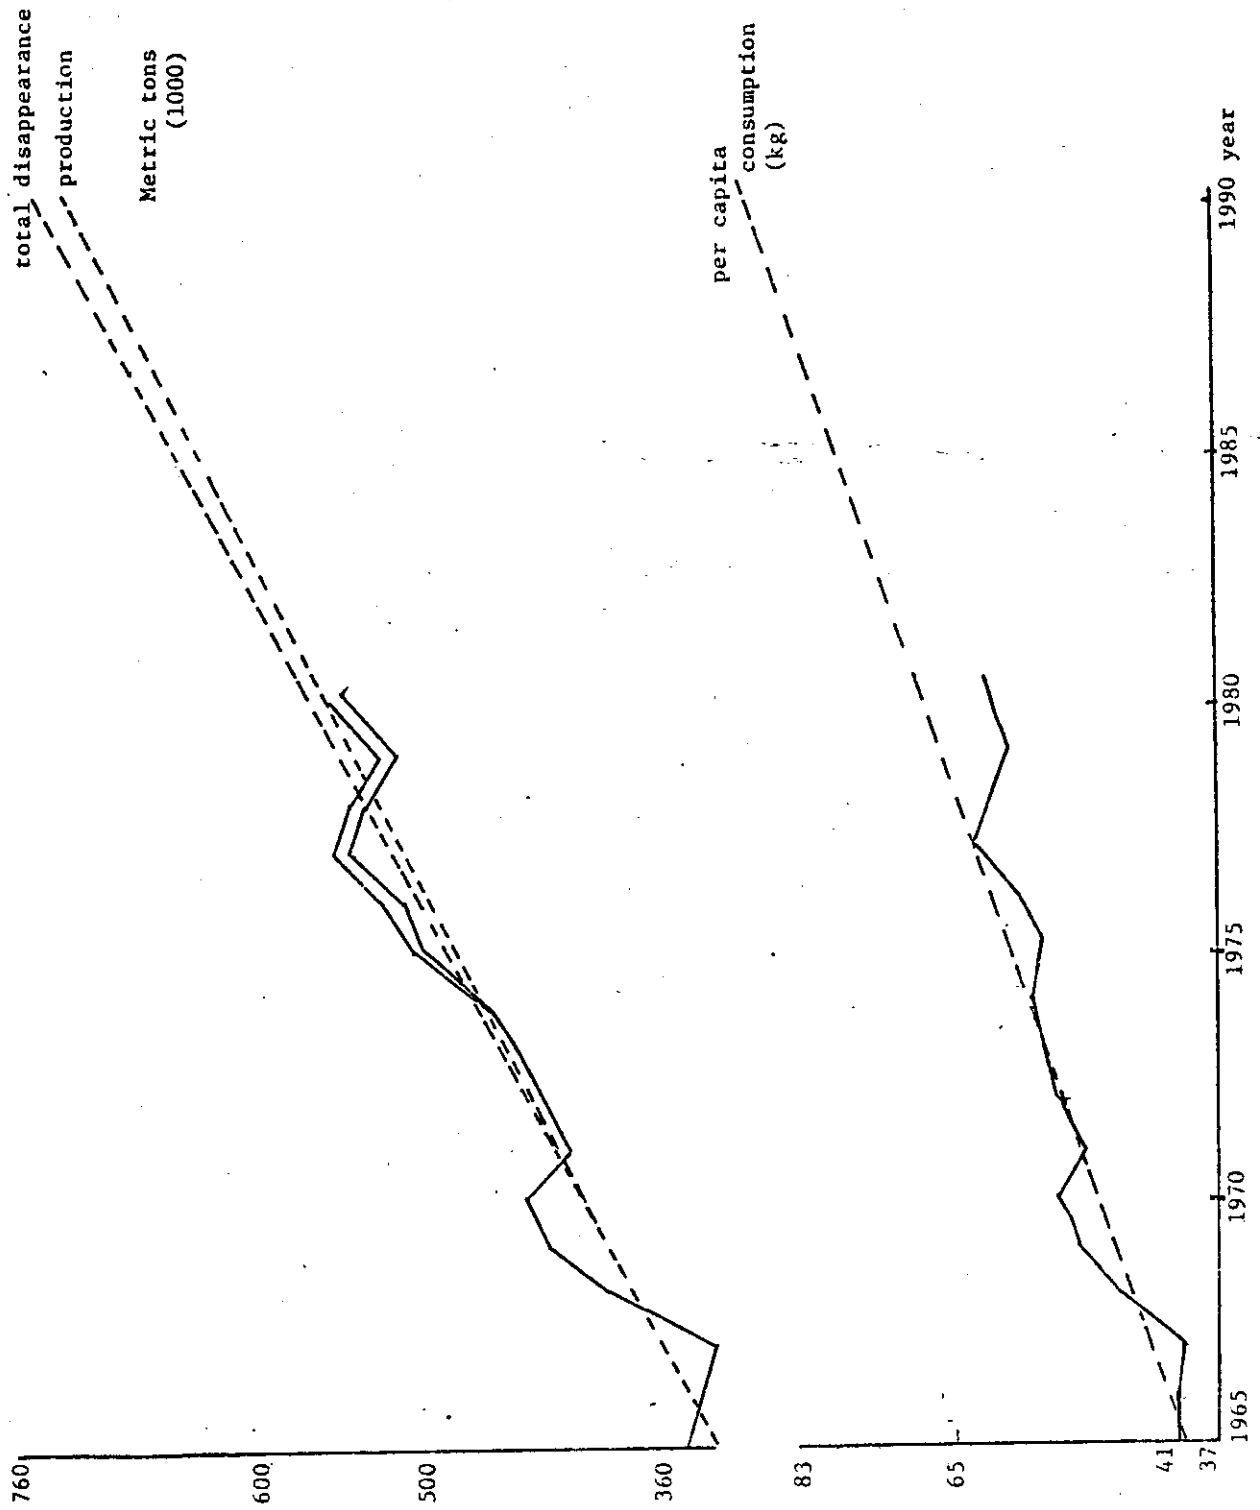 total disappearance
production
Metric tons
(1000)
760
600
500
360
per capita
consumption
(kg)
83
65
41
37
1965
1970
1975
1980
1985
1990 year